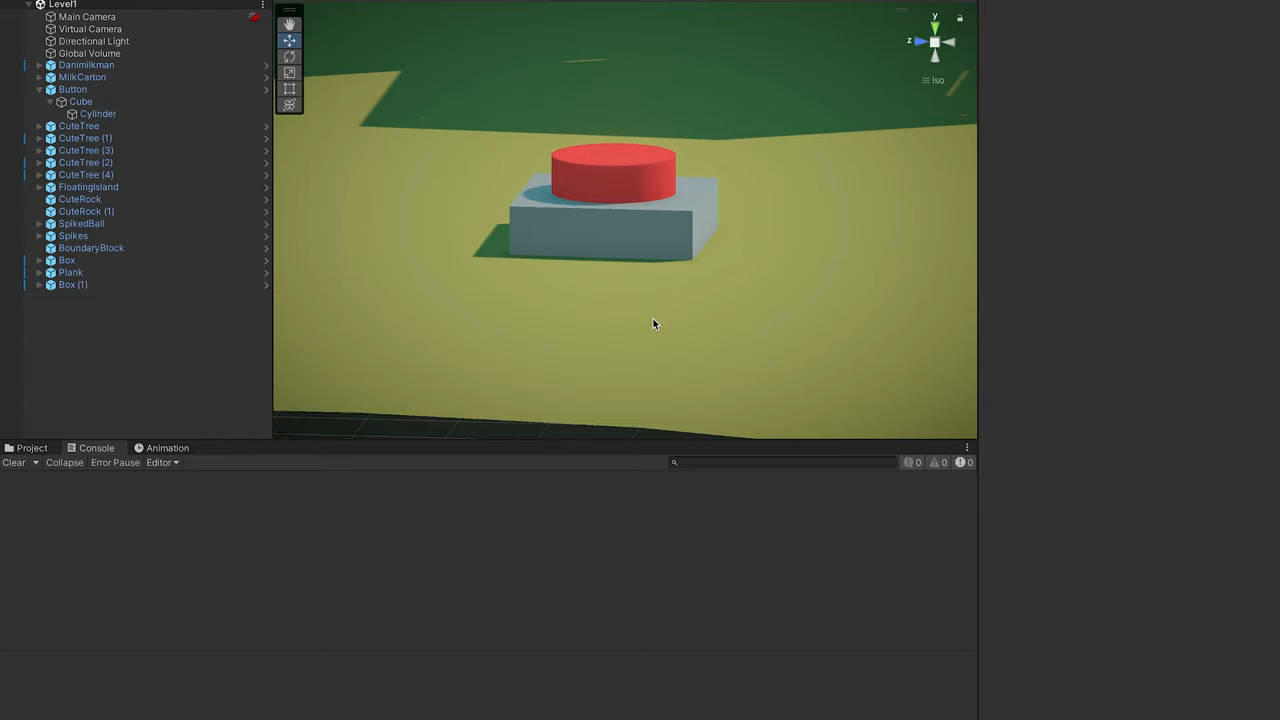 Level1
Main Camera
Virtual Camera
Directional Light
Global Volume
Danimilkman
MilkCarton
Button
Cube
Cylinder
CuteTree
CuteTree (1)
CuteTree (3)
CuteTree (2)
CuteTree (4)
FloatingIsland
CuteRock
CuteRock (1)
SpikedBall
Spikes
BoundaryBlock
Box
Plank
Box (1)
y
z
Iso
Project Console Animation
Clear Collapse Error Pause Editor 0 0 0